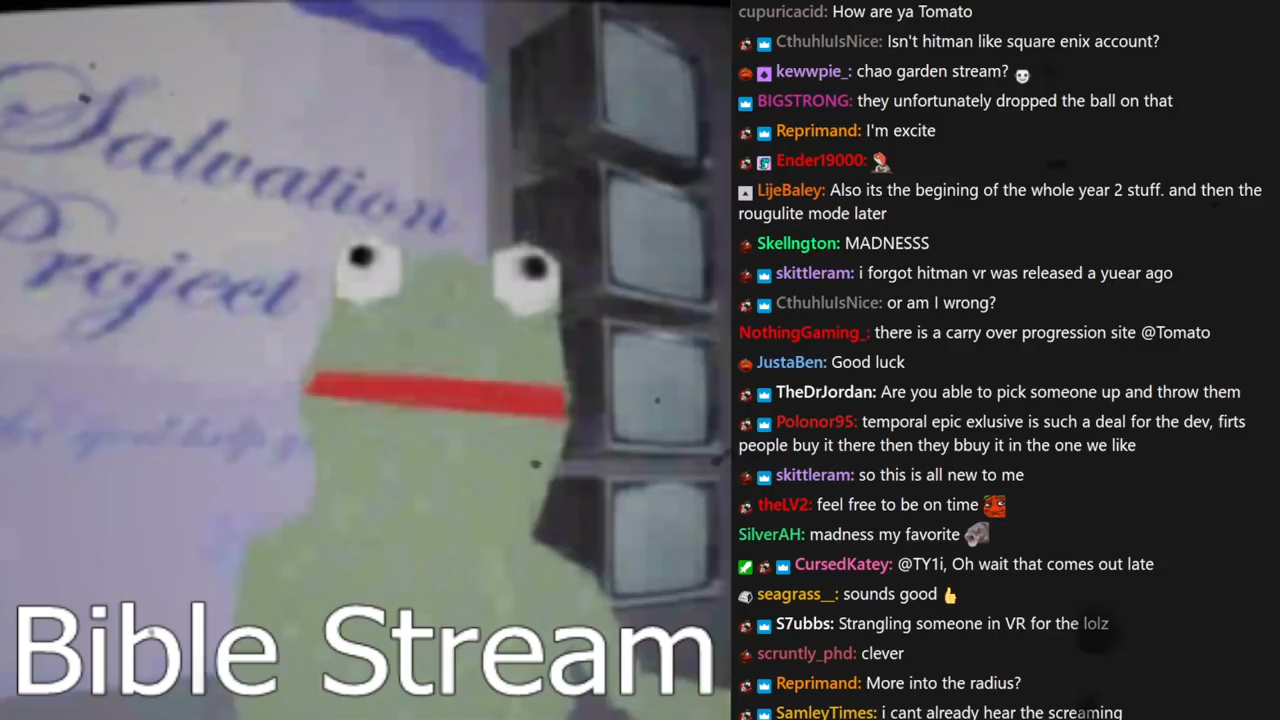 Salvation
Project
Bible Stream
cupuricacid: How are ya Tomato
CthuhluIsNice: Isn't hitman like square enix account?
kewwpie_: chao garden stream?
BIGSTRONG: they unfortunately dropped the ball on that
Reprimand: I'm excite
Ender19000:
LijeBaley: Also its the begining of the whole year 2 stuff. and then the
rougulite mode later
Skellngton: MADNESSS
skittleram: i forgot hitman vr was released a yuear ago
CthuhluIsNice: or am I wrong?
NothingGaming_: there is a carry over progression site @Tomato
JustaBen: Good luck
TheDrJordan: Are you able to pick someone up and throw them
Polonor95: temporal epic exlusive is such a deal for the dev, firts
people buy it there then they bbuy it in the one we like
skittleram: so this is all new to me
theLV2: feel free to be on time
SilverAH: madness my favorite
CursedKatey: @TY1i, Oh wait that comes out late
seagrass__: sounds good
S7ubbs: Strangling someone in VR for the lolz
scruntly_phd: clever
Reprimand: More into the radius?
SamleyTimes: i cant already hear the screaming